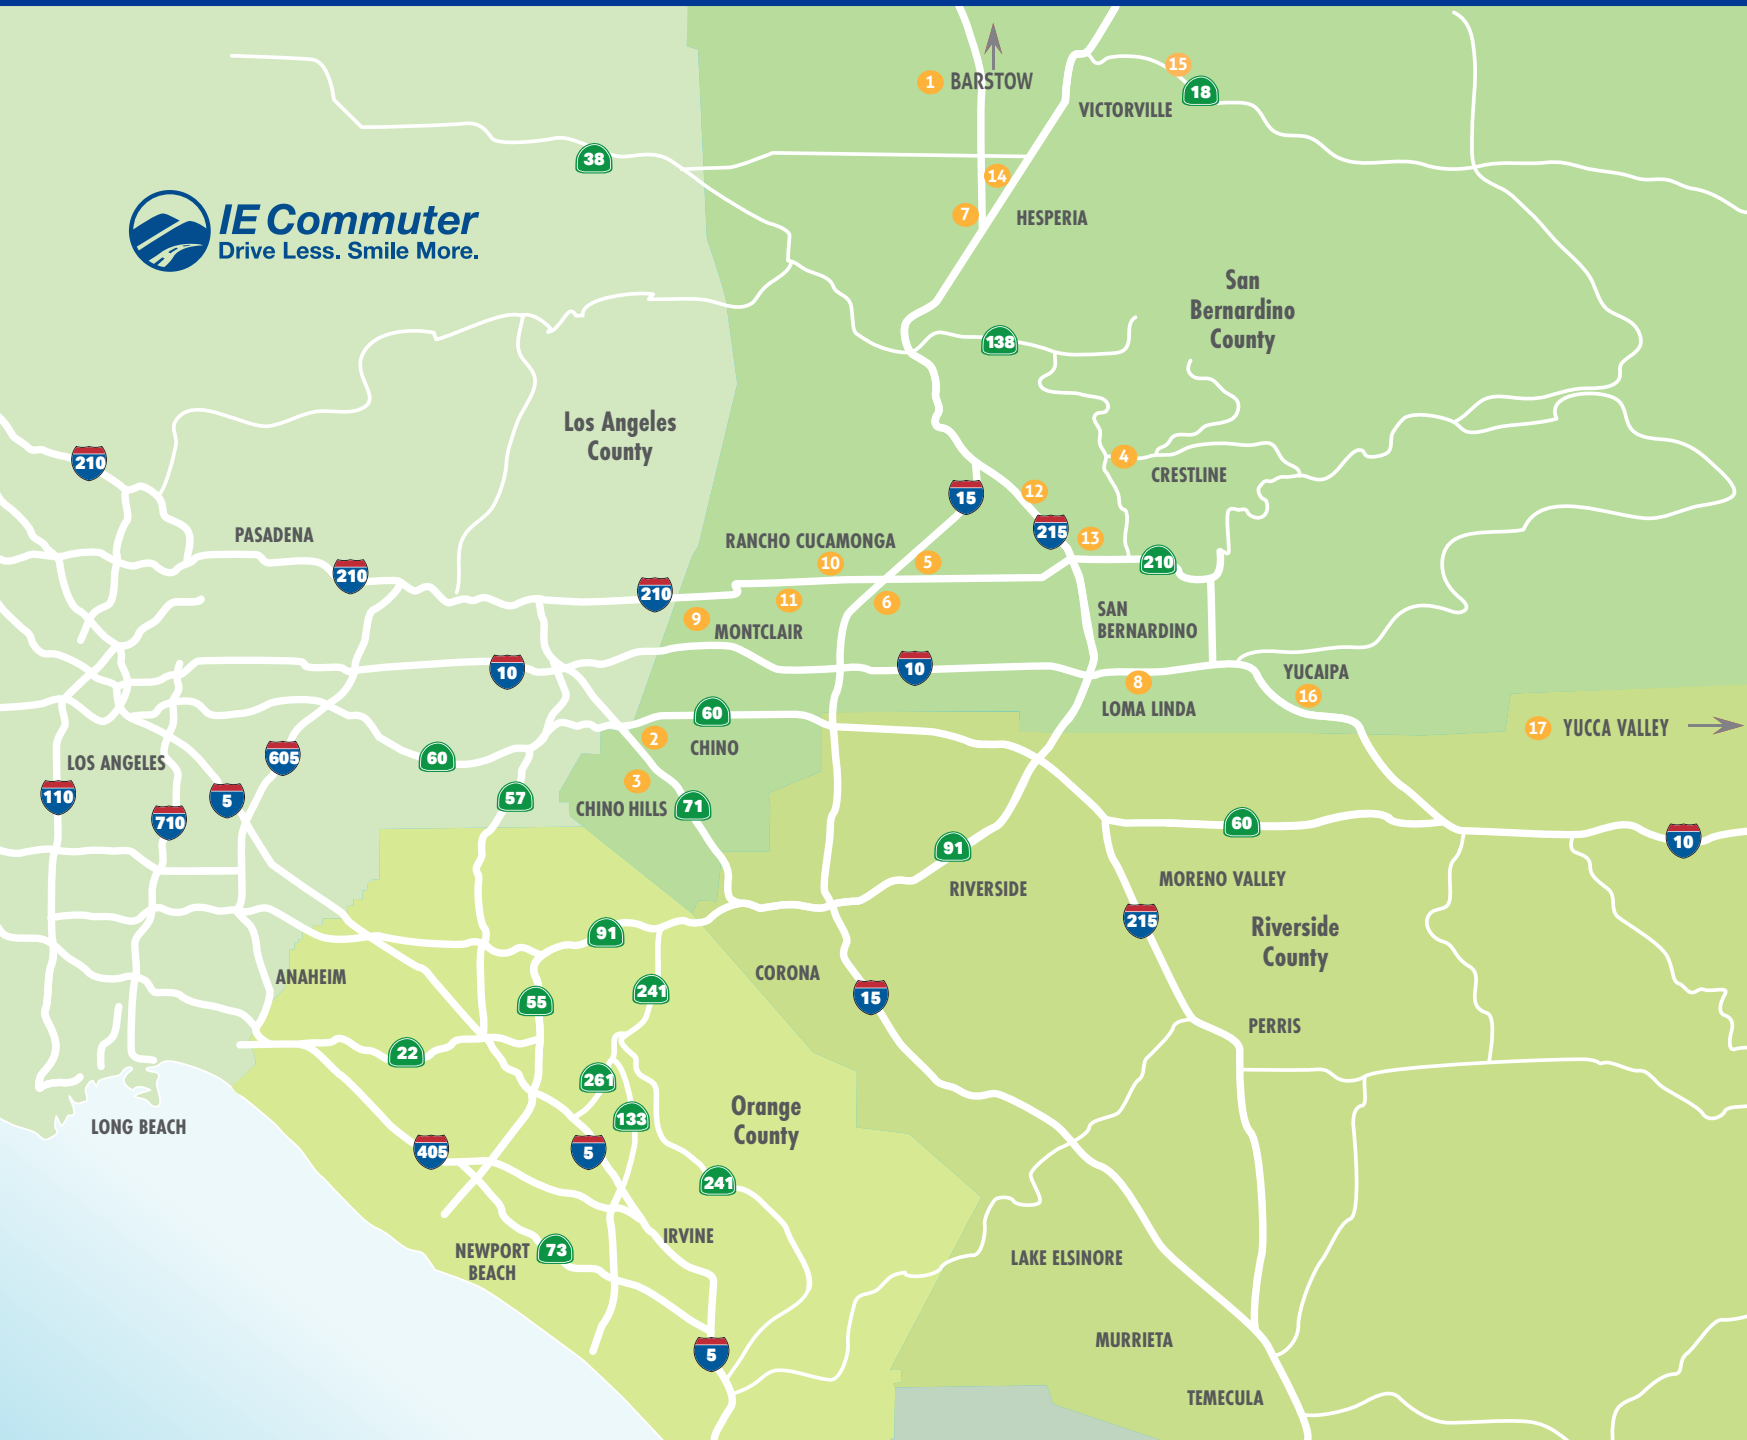 15
1 BARSTOW
18
VICTORVILLE
38
14
7
HESPERIA
IE Commuter
Drive Less. Smile More.
San
Bernardino
County
138
Los Angeles
County
4
CRESTLINE
210
15
12
215
13
PASADENA
RANCHO CUCAMONGA
10
5
210
210
210
11
6
9
MONTCLAIR
SAN
BERNARDINO
10
10
8
LOMA LINDA
YUCAIPA
16
60
2
CHINO
17 YUCCA VALLEY
LOS ANGELES
605
60
3
CHINO HILLS
71
110
710
5
57
60
10
91
RIVERSIDE
MORENO VALLEY
215
Riverside
County
91
ANAHEIM
CORONA
55
241
15
PERRIS
22
261
133
Orange
County
LONG BEACH
405
5
241
IRVINE
NEWPORT
BEACH
73
LAKE ELSINORE
5
MURRIETA
TEMECULA